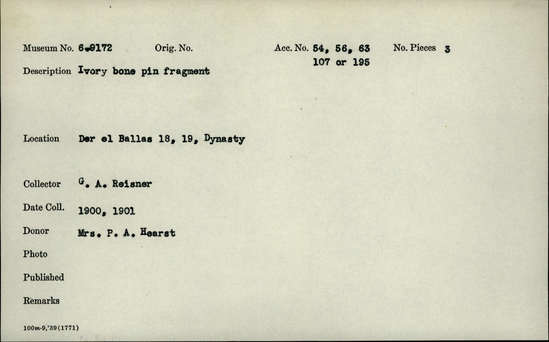 Museum No. 6-9172 Orig. No. Acc. No. 54, 56, 63 No. Pieces 3
107 or 195
Description Ivory bone pin fragment
Location Der el Ballas 18, 19, Dynasty
Collector G. A. Reisner
Date Coll. 1900, 1901
Donor Mrs. P. A. Hearst
Photo
Published
Remarks
100m-9,'39(1771)